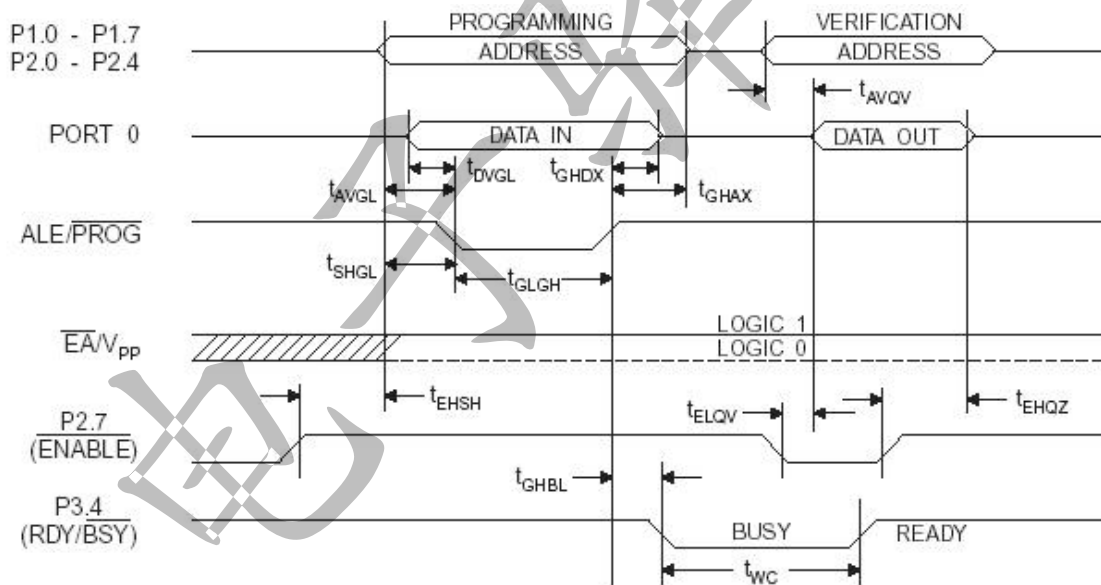 PROGRAMMING
VERIFICATION
P1.0 - P1.7
P2.0 - P2.4
ADDRESS
ADDRESS
tAVQV
PORT 0
DATA IN
DATA OUT
tDVGL
tGHDX
tAVGL
tGHAX
ALE/PROG
tSHGL
tGLGH
LOGIC 1
EA/VPP
LOGIC 0
tEHSH
tELQV
tEHQZ
P2.7
(ENABLE)
tGHBL
P3.4
(RDY/BSY)
BUSY
READY
tWC
电子